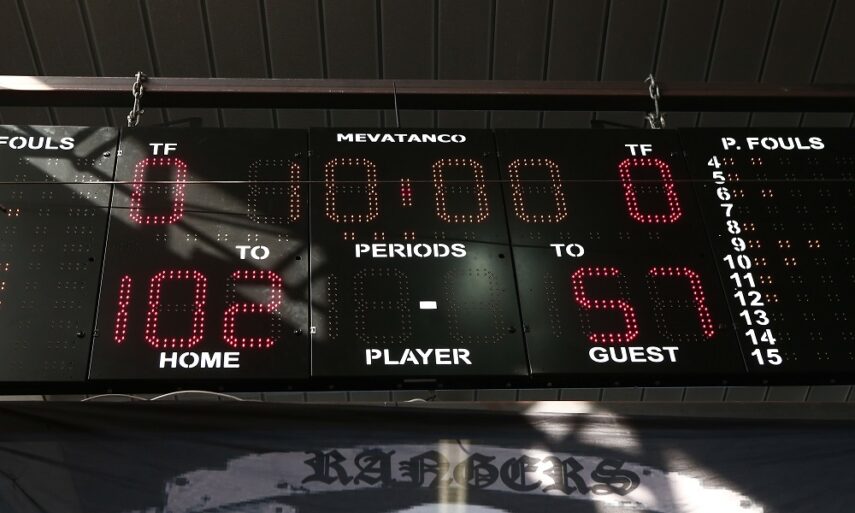 FOULS
TF
0
TO
102
HOME
MEVATANCO
10:00
PERIODS
PLAYER
TF
0
TO
57
GUEST
P. FOULS
4
5
6
7
8
9
10
11
12
13
14
15
RANGERS